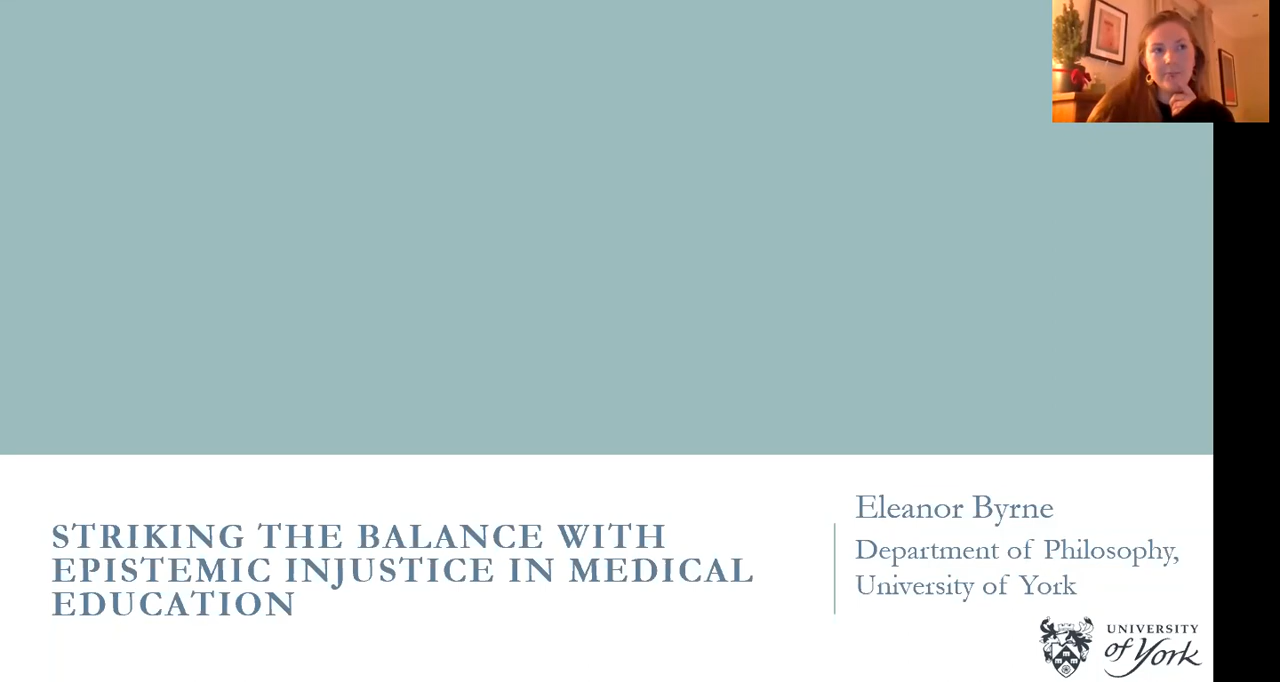 STRIKING THE BALANCE WITH
EPISTEMIC INJUSTICE IN MEDICAL
EDUCATION
Eleanor Byrne
Department of Philosophy,
University of York
UNIVERSITY
of York